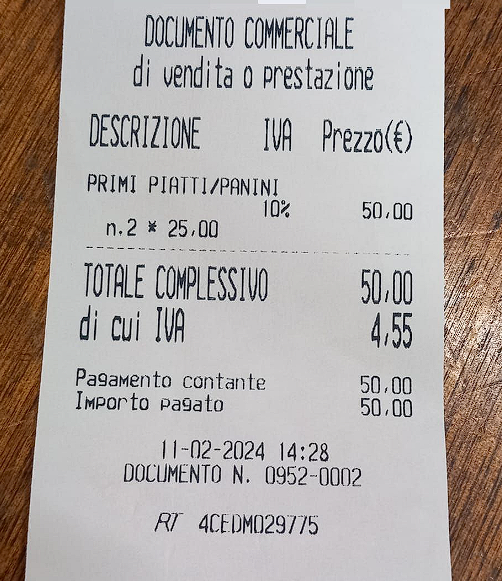 DOCUMENTO COMMERCIALE
di vendita o prestazione
DESCRIZIONE IVA Prezzo(€)
PRIMI PIATTI/PANINI
10% 50,00
n.2 * 25,00
TOTALE COMPLESSIVO 50,00
di cui IVA 4,55
Pagamento contante 50,00
Importo pagato 50,00
11-02-2024 14:28
DOCUMENTO N. 0952-0002
RT 4CEDM029775